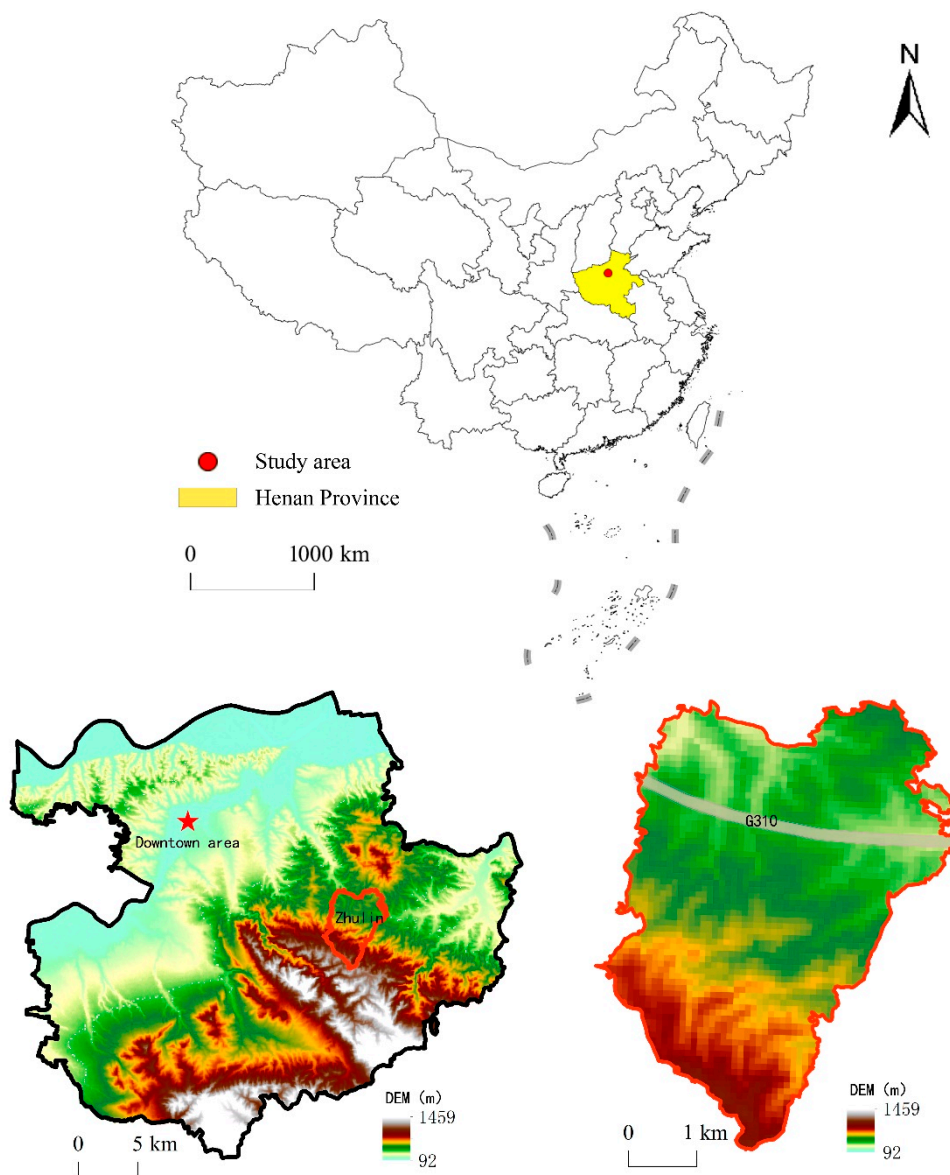 N
Study area
Henan Province
0 1000 km
Downtown area
Zhulin
DEM (m)
1459
92
0 5 km
G310
DEM (m)
1459
92
0 1 km